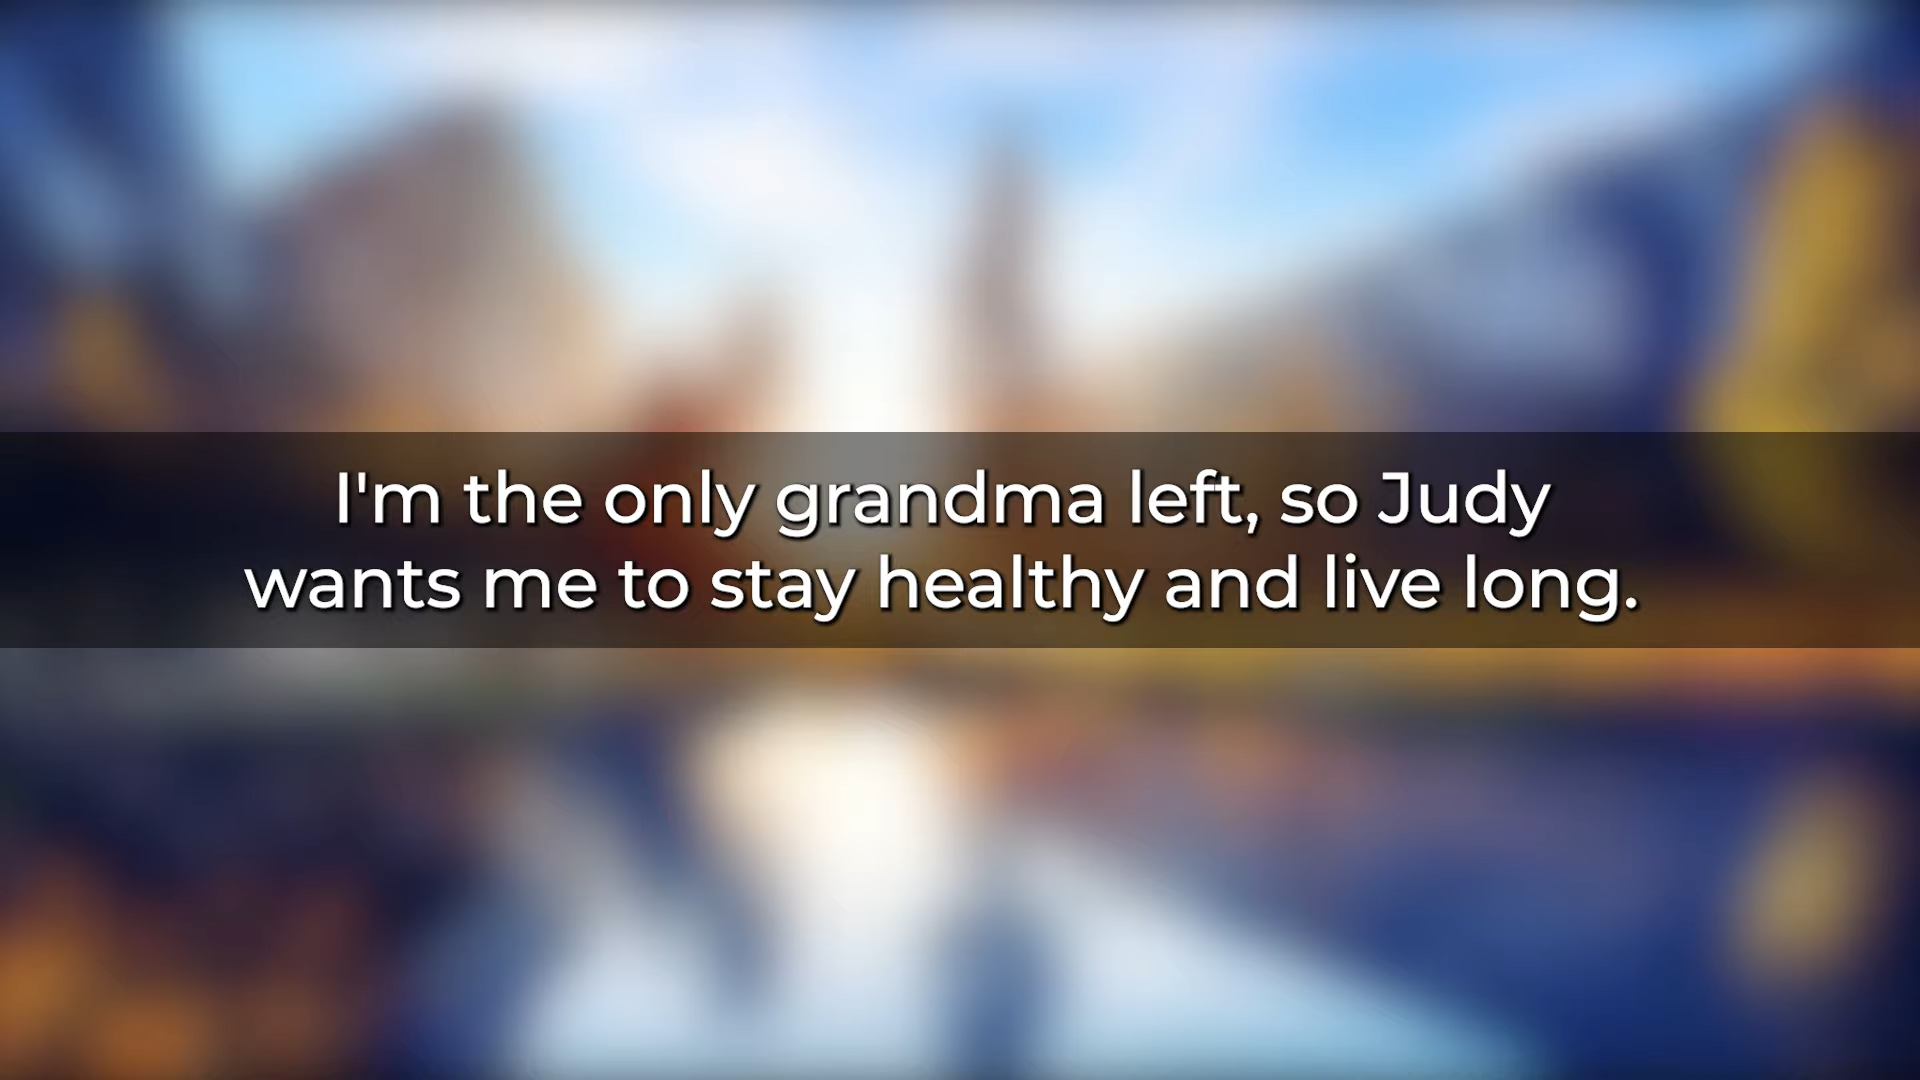 I'm the only grandma left, so Judy
wants me to stay healthy and live long.